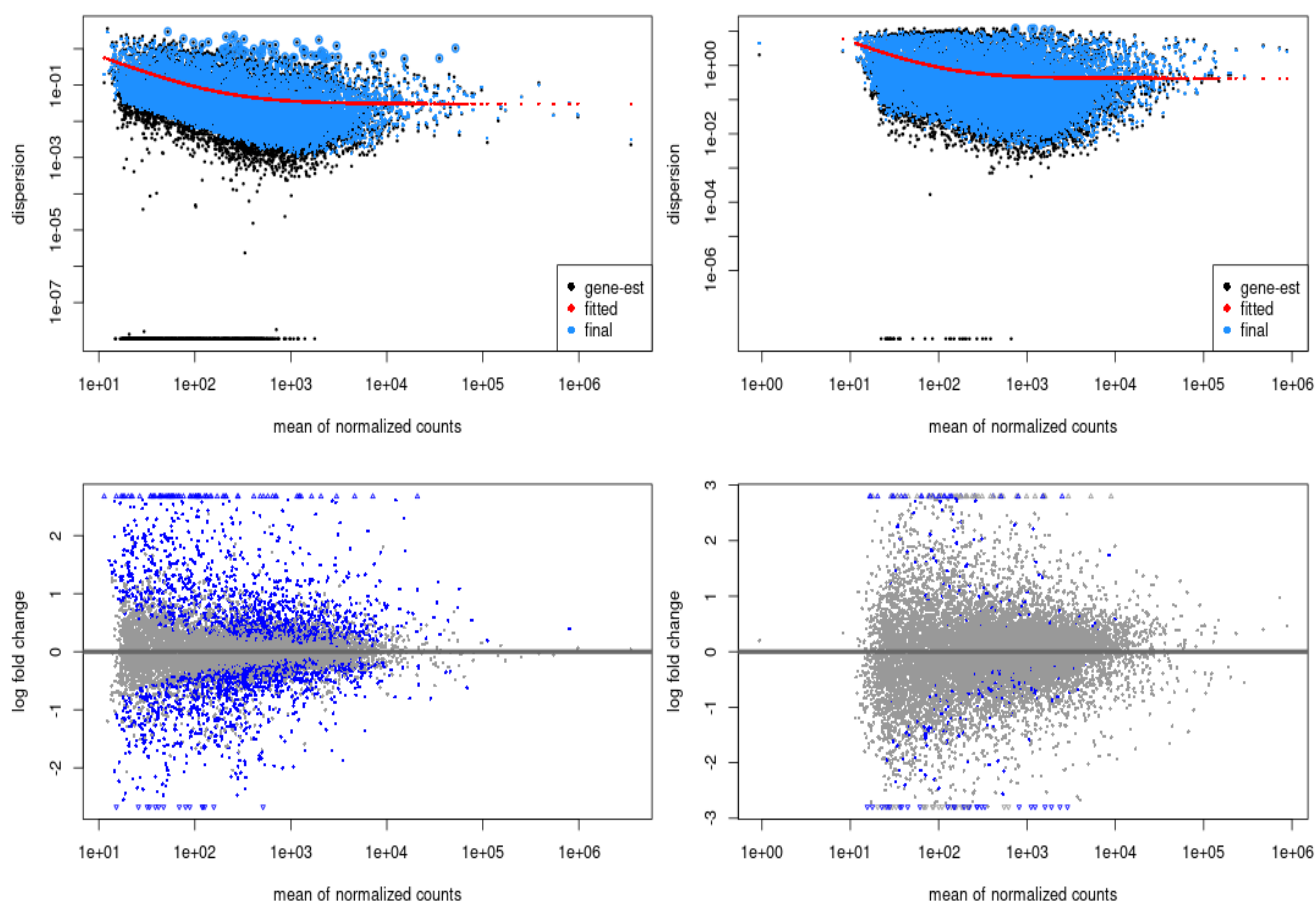 dispersion
1e-01
1e-03
1e-05
1e-07
gene-est
fitted
final
1e+01 1e+02 1e+03 1e+04 1e+05 1e+06
mean of normalized counts
dispersion
1e+00
1e-02
1e-04
1e-06
gene-est
fitted
final
1e+00 1e+01 1e+02 1e+03 1e+04 1e+05 1e+06
mean of normalized counts
log fold change
2
1
0
-1
-2
1e+01 1e+02 1e+03 1e+04 1e+05 1e+06
mean of normalized counts
log fold change
3
2
1
0
-1
-2
-3
1e+00 1e+01 1e+02 1e+03 1e+04 1e+05 1e+06
mean of normalized counts